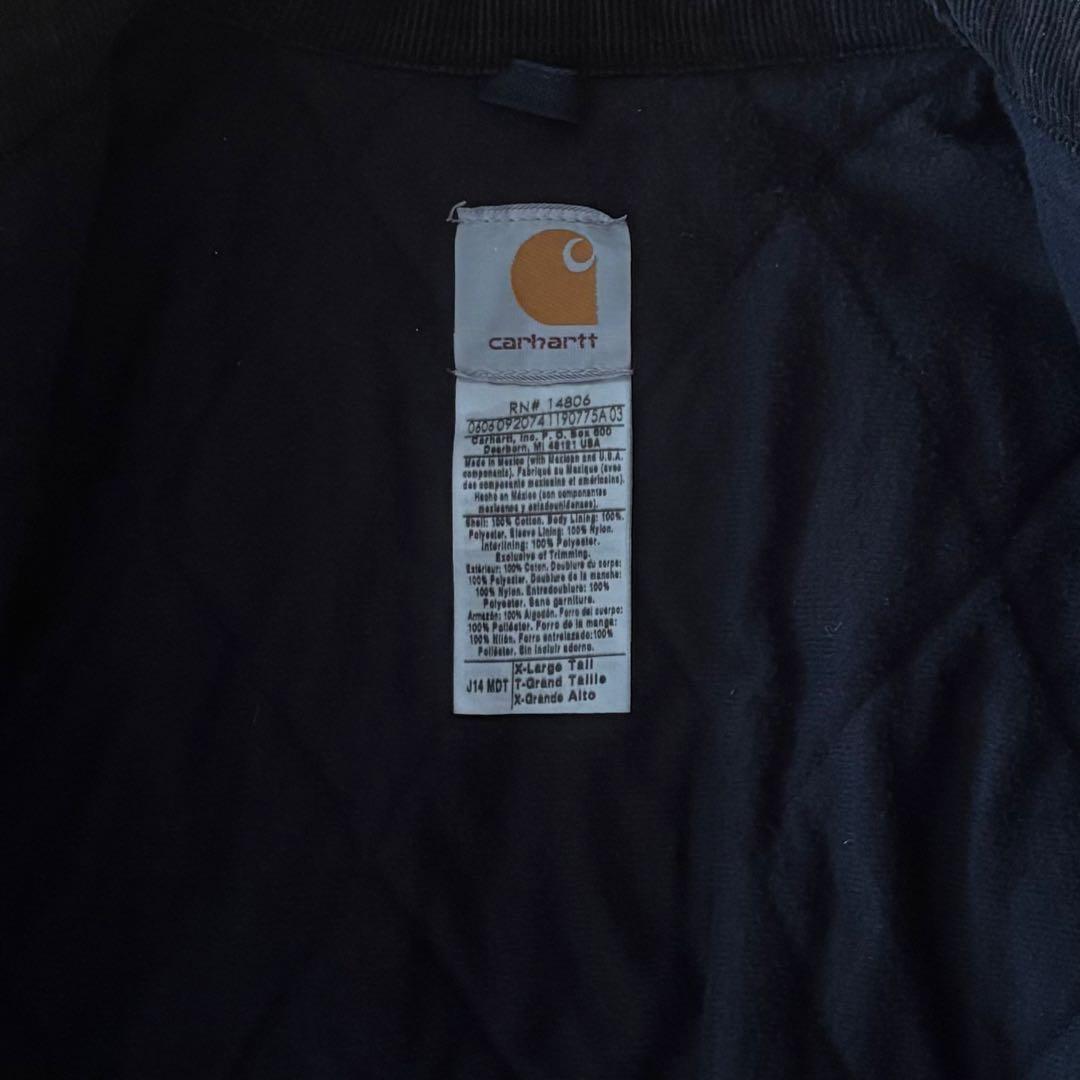 carhartt
RN# 14806
06060920741190775A 03
Carhartt, Inc. P. O. Box 600
Dearborn, MI 48121 USA
Made in Mexico (with Mexican and U.S.A.
components). Fabriqué au Mexique (avec
des composants mexicains et américains).
Hecho en México (con componentes
mexicanos y estadounidenses).
Shell: 100% Cotton. Body Lining: 100%
Polyester. Sleeve Lining: 100% Nylon.
Interlining: 100% Polyester.
Exclusive of Trimming.
Extérieur: 100% Coton. Doublure du corps:
100% Polyester. Doublure de la manche:
100% Nylon. Entredoublure: 100%
Polyester. Sans garniture.
Armazón: 100% Algodón. Forro del cuerpo:
100% Poliéster. Forro de la manga:
100% Nilón. Forro entrelazado:100%
Poliéster. Sin incluir adorno.
J14 MDT
X-Large Tall
T-Grand Taille
X-Grande Alto